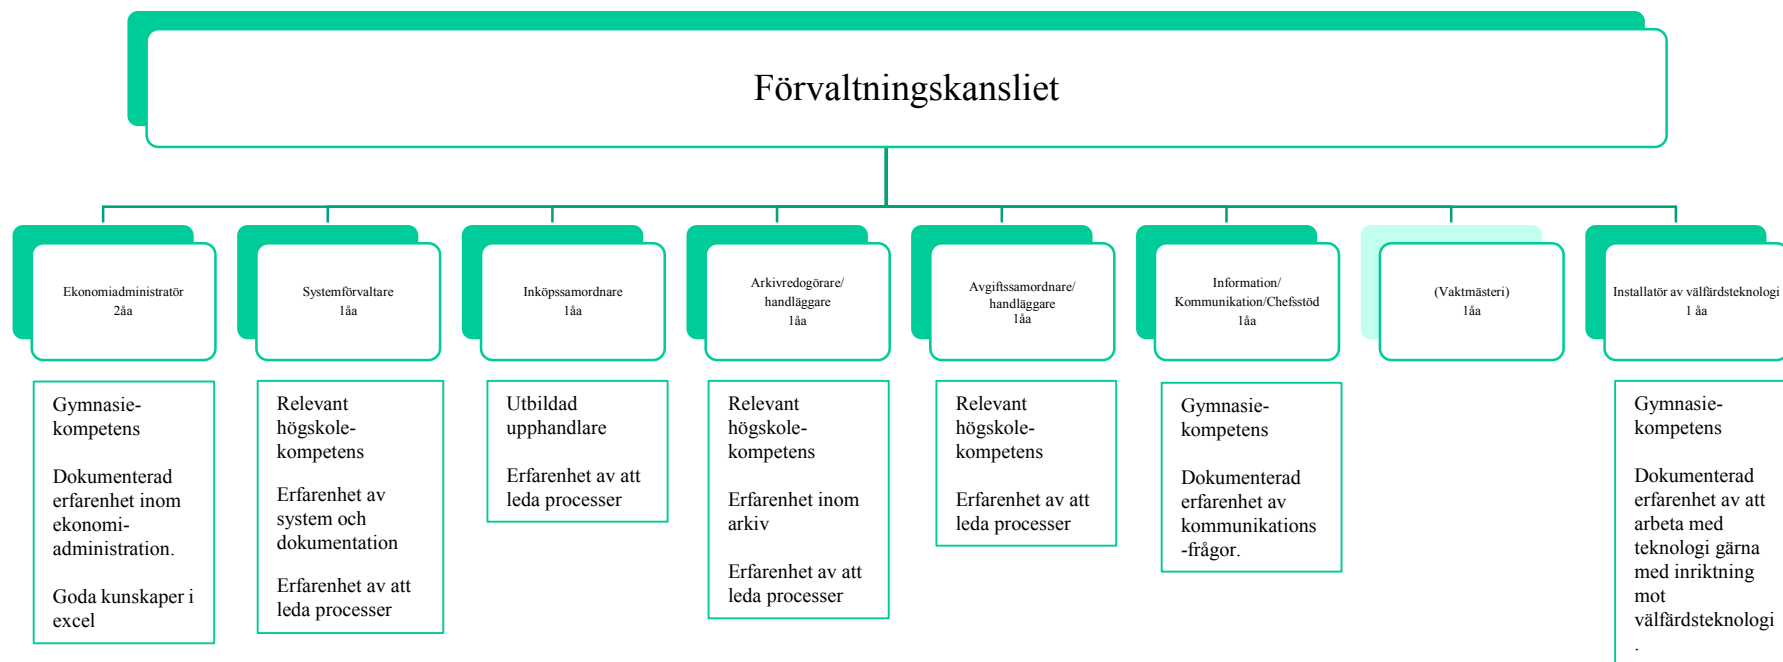 Förvaltningskansliet
Ekonomiadministratör
2åa
Systemförvaltare
1åa
Inköpssamordnare
1åa
Arkivredogörare/
handläggare
1åa
Avgiftssamordnare/
handläggare
1åa
Information/
Kommunikation/Chefsstöd
1åa
(Vaktmästeri)
1åa
Installatör av välfärdsteknologi
1 åa
Gymnasie-
kompetens
Dokumenterad
erfarenhet inom
ekonomi-
administration.
Goda kunskaper i
excel
Relevant
högskole-
kompetens
Erfarenhet av
system och
dokumentation
Erfarenhet av att
leda processer
Utbildad
upphandlare
Erfarenhet av att
leda processer
Relevant
högskole-
kompetens
Erfarenhet inom
arkiv
Erfarenhet av att
leda processer
Relevant
högskole-
kompetens
Erfarenhet av att
leda processer
Gymnasie-
kompetens
Dokumenterad
erfarenhet av
kommunikations
-frågor.
Gymnasie-
kompetens
Dokumenterad
erfarenhet av att
arbeta med
teknologi gärna
med inriktning
mot
välfärdsteknologi
.